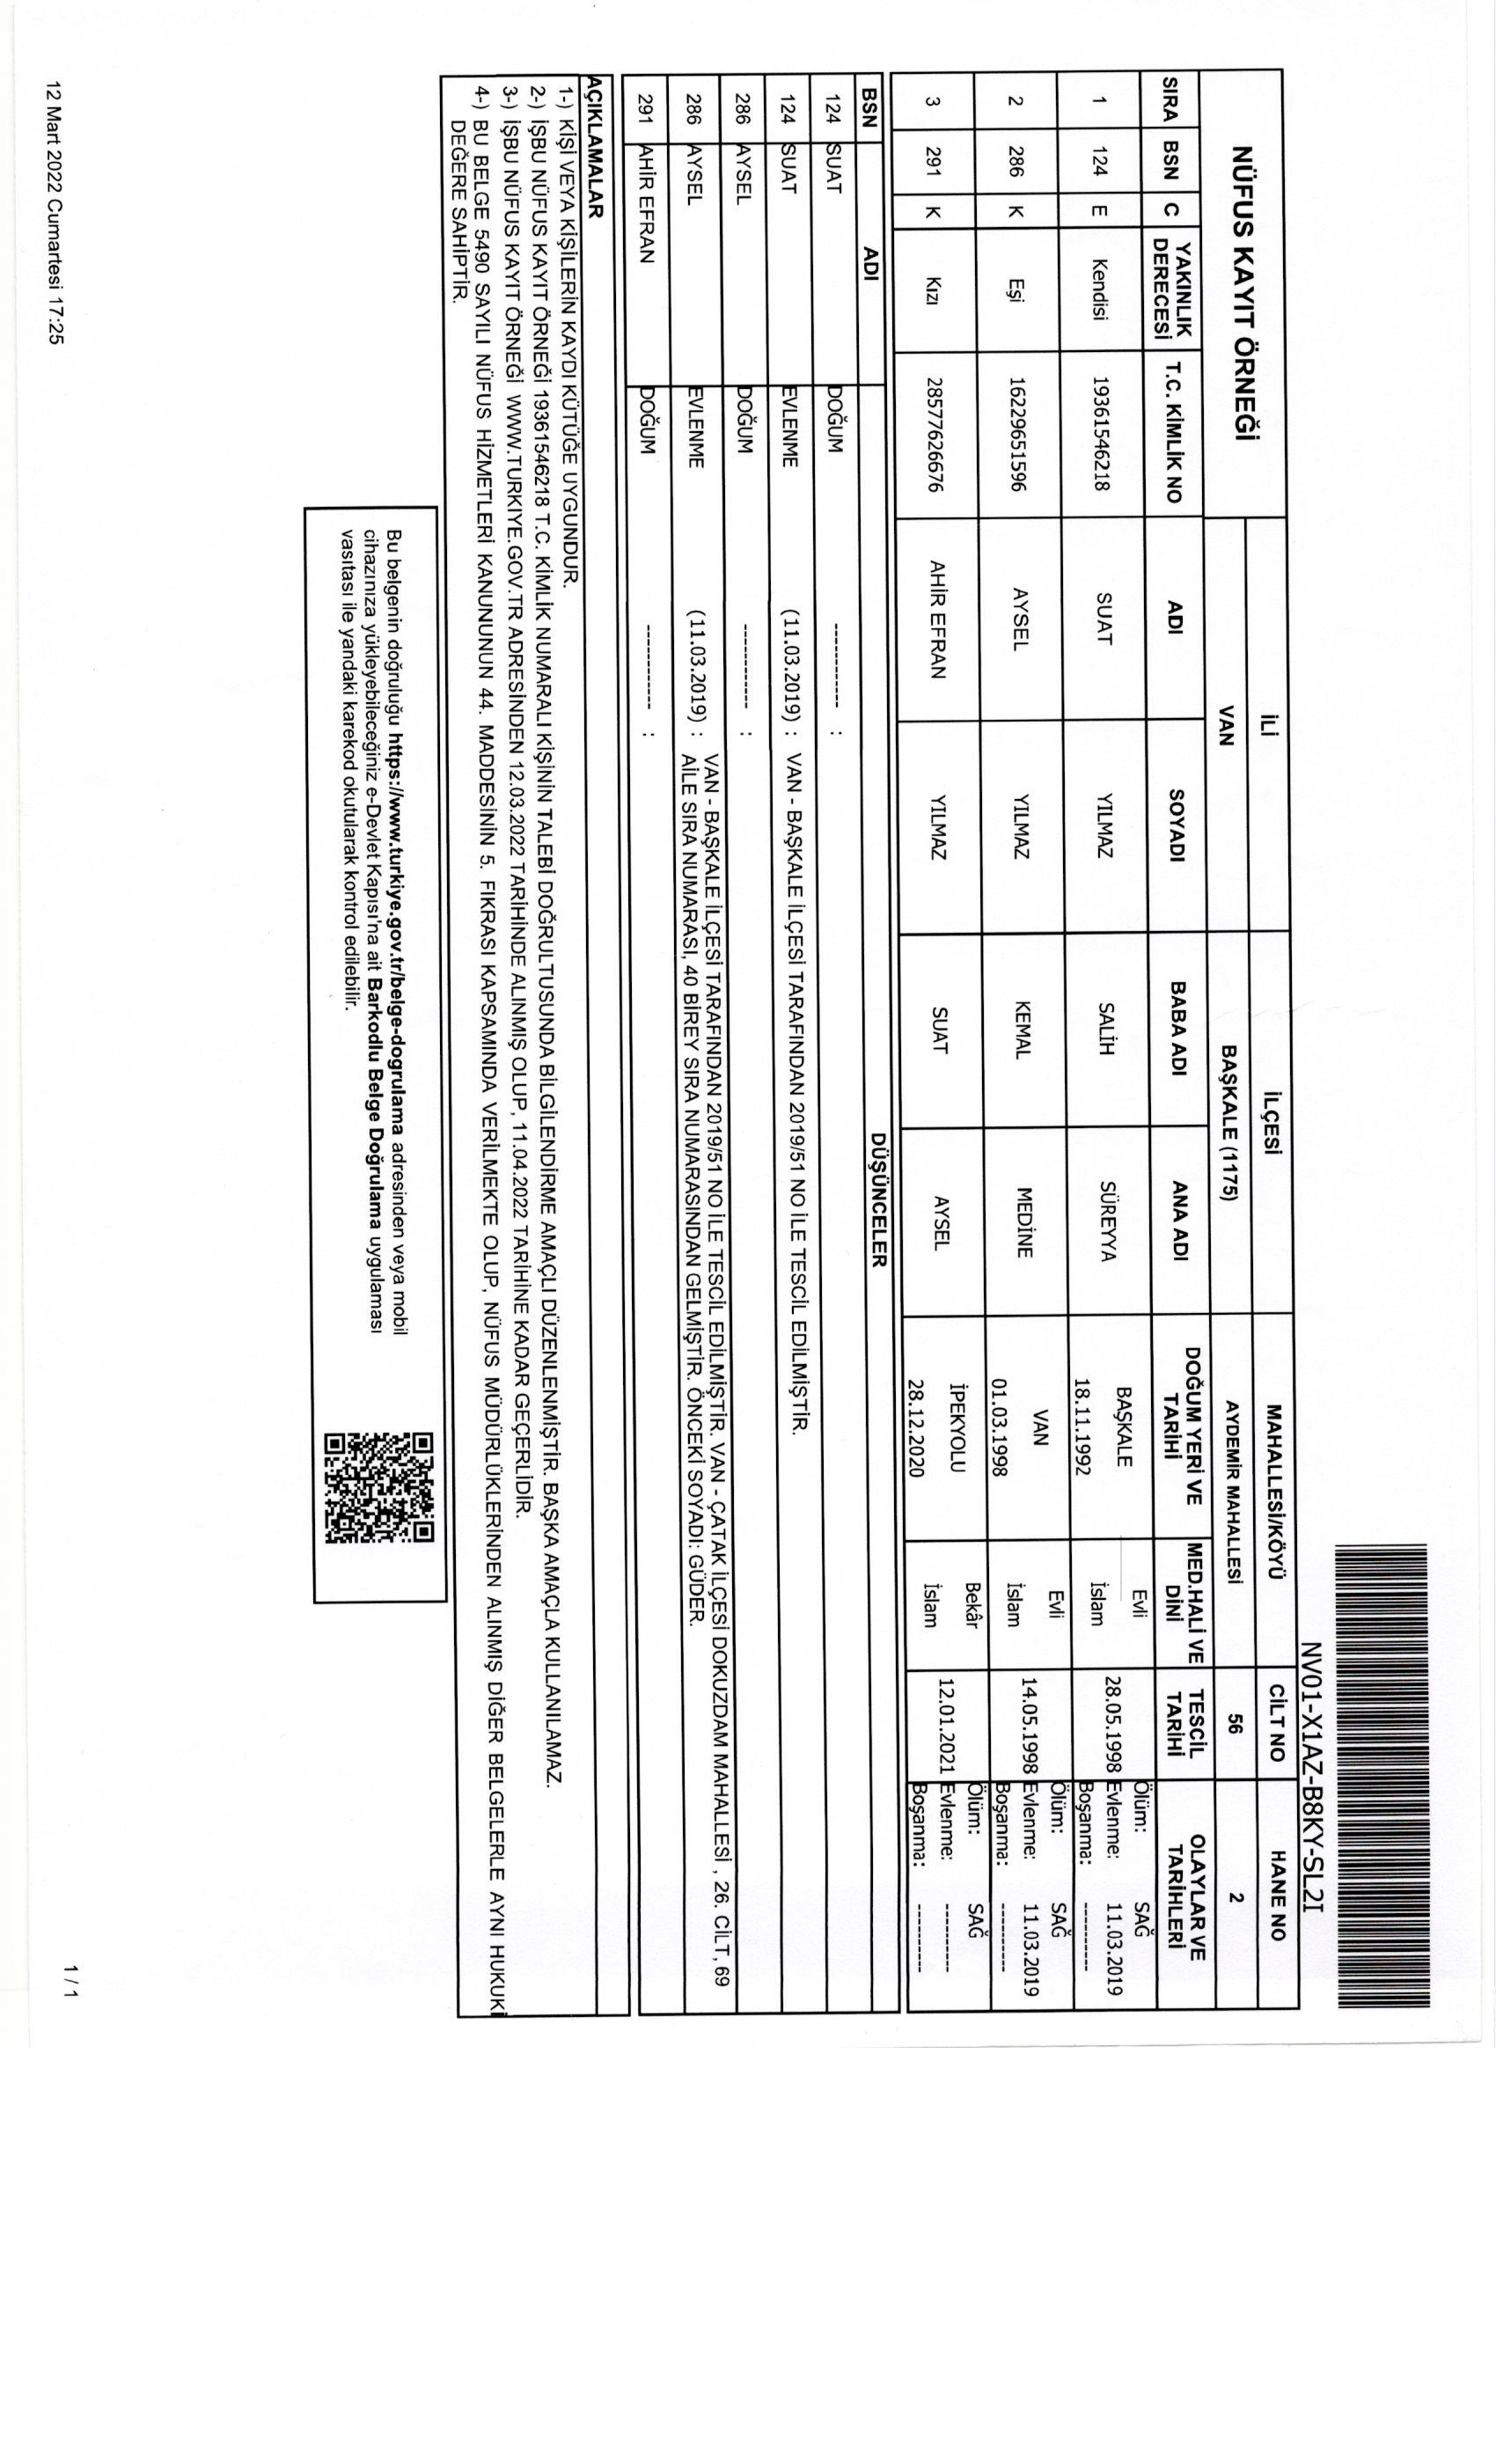 NV01-X1AZ-B8KY-SL2I
NÜFUS KAYIT ÖRNEĞİ
İLİ İLÇESİ MAHALLESİ/KÖYÜ CİLT NO HANE NO
VAN BAŞKALE (1175) AYDEMİR MAHALLESİ 56 2
SIRA BSN C YAKINLIK DERECESİ T.C. KİMLİK NO ADI SOYADI BABA ADI ANA ADI DOĞUM YERİ VE TARİHİ MED.HALİ VE DİNİ TESCİL TARİHİ OLAYLAR VE TARİHLERİ
1 124 E Kendisi 19361546218 SUAT YILMAZ SALİH SÜREYYA BAŞKALE 18.11.1992 Evli İslam 28.05.1998 Ölüm: SAĞ Evlenme: 11.03.2019 Boşanma: ----------
2 286 K Eşi 16229651596 AYSEL YILMAZ KEMAL MEDİNE VAN 01.03.1998 Evli İslam 14.05.1998 Ölüm: SAĞ Evlenme: 11.03.2019 Boşanma: ----------
3 291 K Kızı 28577626676 AHİR EFRAN YILMAZ SUAT AYSEL İPEKYOLU 28.12.2020 Bekâr İslam 12.01.2021 Ölüm: SAĞ Evlenme: ---------- Boşanma: ----------
BSN ADI DÜŞÜNCELER
124 SUAT DOĞUM ------------ :
124 SUAT EVLENME (11.03.2019) : VAN - BAŞKALE İLÇESİ TARAFINDAN 2019/51 NO İLE TESCİL EDİLMİŞTİR.
286 AYSEL DOĞUM ------------ :
286 AYSEL EVLENME (11.03.2019) : VAN - BAŞKALE İLÇESİ TARAFINDAN 2019/51 NO İLE TESCİL EDİLMİŞTİR. VAN - ÇATAK İLÇESİ DOKUZDAM MAHALLESİ , 26. CİLT, 69
AİLE SIRA NUMARASI, 40 BİREY SIRA NUMARASINDAN GELMİŞTİR. ÖNCEKİ SOYADI: GÜDER.
291 AHİR EFRAN DOĞUM ------------ :
AÇIKLAMALAR
1-) KİŞİ VEYA KİŞİLERİN KAYDI KÜTÜĞE UYGUNDUR.
2-) İŞBU NÜFUS KAYIT ÖRNEĞİ 19361546218 T.C. KİMLİK NUMARALI KİŞİNİN TALEBİ DOĞRULTUSUNDA BİLGİLENDİRME AMAÇLI DÜZENLENMİŞTİR. BAŞKA AMAÇLA KULLANILAMAZ.
3-) İŞBU NÜFUS KAYIT ÖRNEĞİ WWW.TURKIYE.GOV.TR ADRESİNDEN 12.03.2022 TARİHİNDE ALINMIŞ OLUP, 11.04.2022 TARİHİNE KADAR GEÇERLİDİR.
4-) BU BELGE 5490 SAYILI NÜFUS HİZMETLERİ KANUNUNUN 44. MADDESİNİN 5. FIKRASI KAPSAMINDA VERİLMEKTE OLUP, NÜFUS MÜDÜRLÜKLERİNDEN ALINMIŞ DİĞER BELGELERLE AYNI HUKUKİ
DEĞERE SAHİPTİR.
Bu belgenin doğruluğu https://www.turkiye.gov.tr/belge-dogrulama adresinden veya mobil
cihazınıza yükleyebileceğiniz e-Devlet Kapısı'na ait Barkodlu Belge Doğrulama uygulaması
vasıtası ile yandaki karekod okutularak kontrol edilebilir.
12 Mart 2022 Cumartesi 17:25
1 / 1